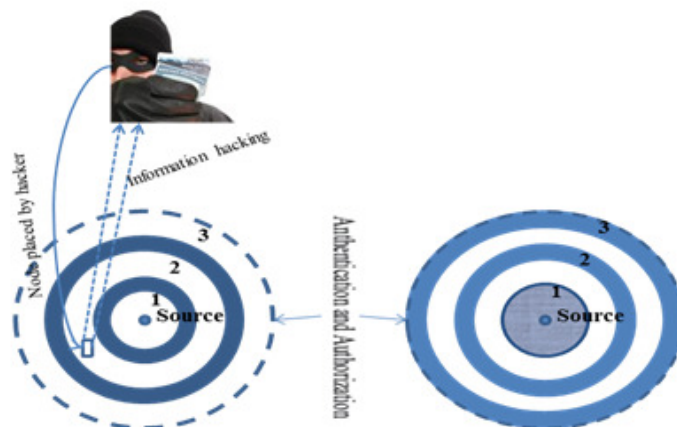 Information hacking
Node placed by hacker
3
2
1
Source
Authentication and Authorization
3
2
1
Source